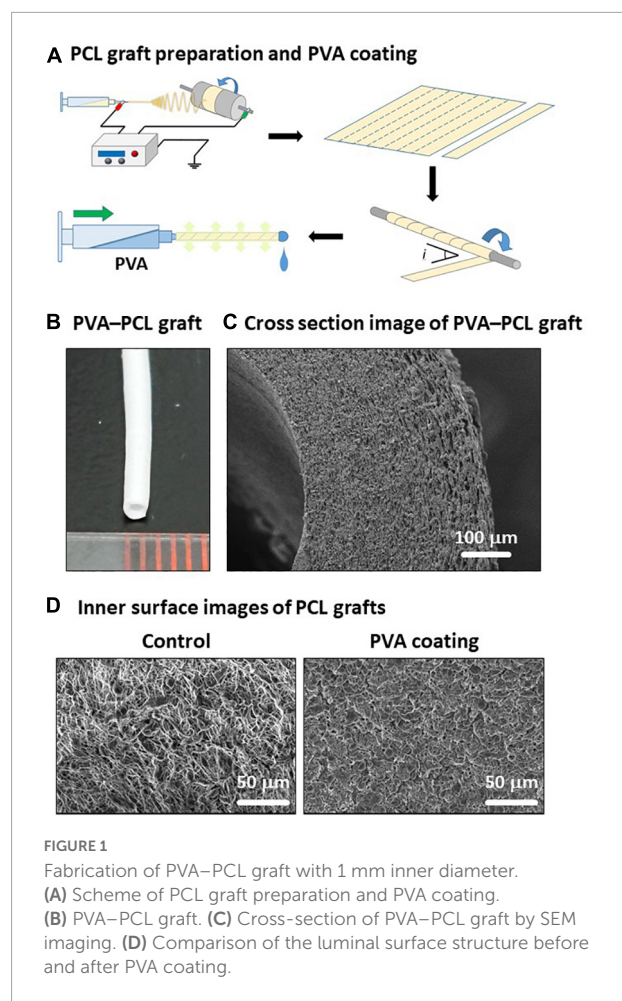 A PCL graft preparation and PVA coating
PVA
i
B PVA–PCL graft
C Cross section image of PVA–PCL graft
100 μm
D Inner surface images of PCL grafts
Control
PVA coating
50 μm
50 μm
FIGURE 1
Fabrication of PVA–PCL graft with 1 mm inner diameter.
(A) Scheme of PCL graft preparation and PVA coating.
(B) PVA–PCL graft. (C) Cross-section of PVA–PCL graft by SEM
imaging. (D) Comparison of the luminal surface structure before
and after PVA coating.